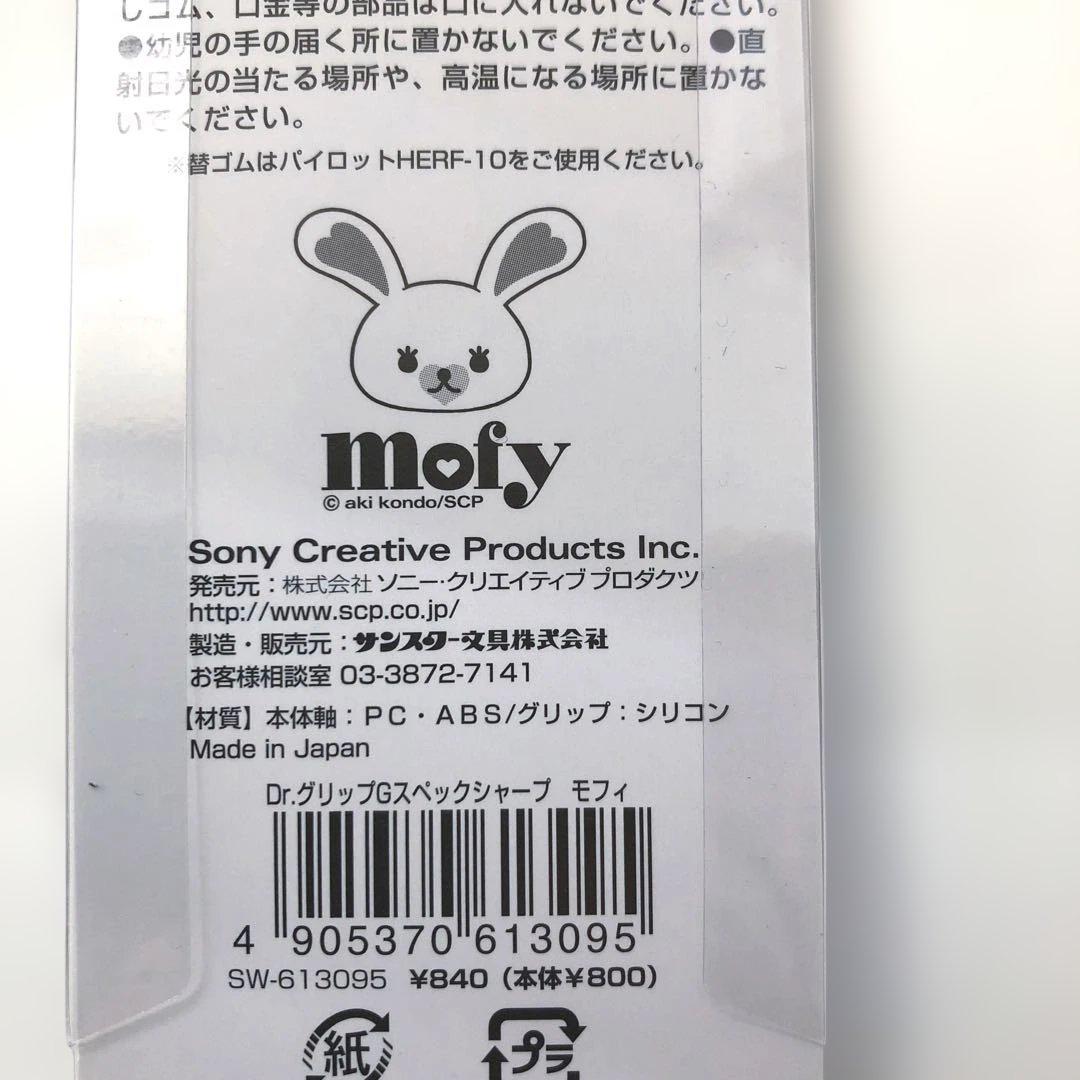 しゴム、口金等の部品は口に入れないでください。
●幼児の手の届く所に置かないでください。●直
射日光の当たる場所や、高温になる場所に置かな
いでください。
※替ゴムはパイロットHERF-10をご使用ください。
mofy
© aki kondo/SCP
Sony Creative Products Inc.
発売元：株式会社 ソニー・クリエイティブプロダクツ
http://www.scp.co.jp/
製造・販売元：サンスター文具株式会社
お客様相談室 03-3872-7141
【材質】本体軸：PC・ABS/グリップ：シリコン
Made in Japan
Dr.グリップGスペックシャープ モフィ
4 905370 613095
SW-613095 ¥840（本体¥800）
紙 プラ